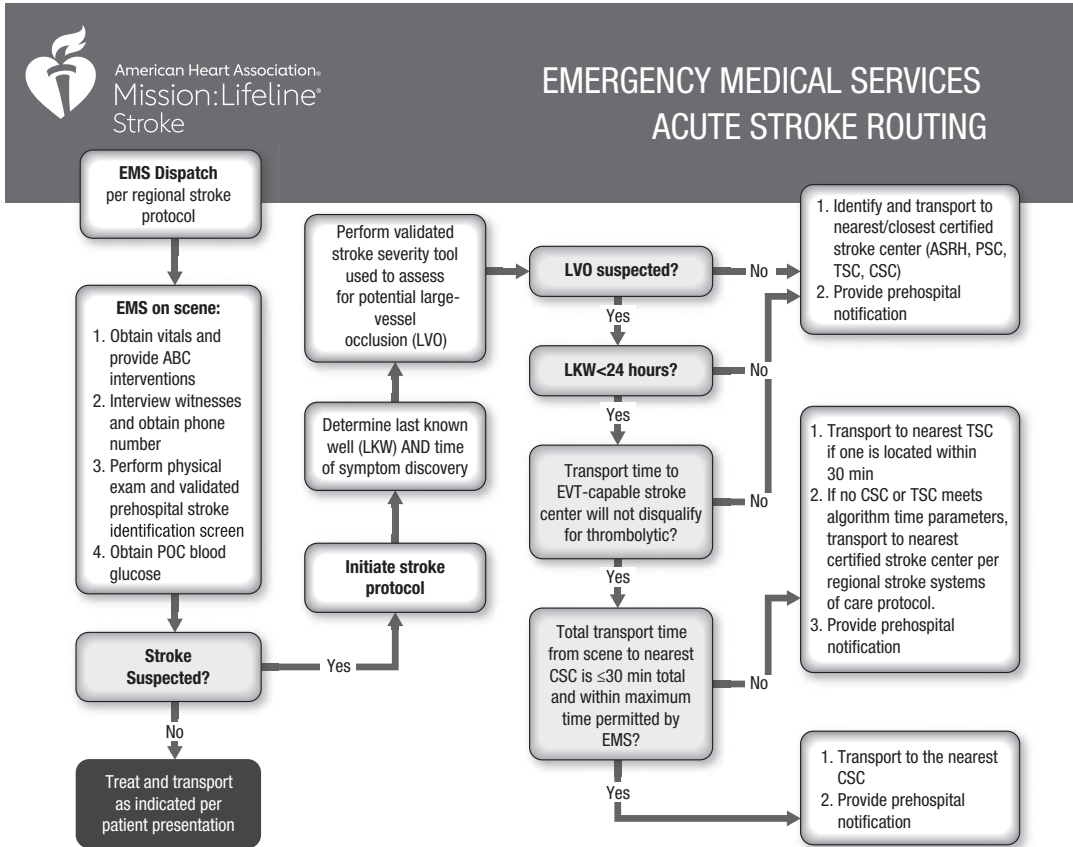 American Heart Association®
Mission:Lifeline®
Stroke
EMERGENCY MEDICAL SERVICES
ACUTE STROKE ROUTING
EMS Dispatch
per regional stroke
protocol
EMS on scene:
1. Obtain vitals and
provide ABC
interventions
2. Interview witnesses
and obtain phone
number
3. Perform physical
exam and validated
prehospital stroke
identification screen
4. Obtain POC blood
glucose
Stroke
Suspected?
No
Treat and transport
as indicated per
patient presentation
Yes
Initiate stroke
protocol
Determine last known
well (LKW) AND time
of symptom discovery
Perform validated
stroke severity tool
used to assess
for potential large-
vessel
occlusion (LVO)
LVO suspected?
No
Yes
LKW<24 hours?
No
Yes
Transport time to
EVT-capable stroke
center will not disqualify
for thrombolytic?
No
Yes
Total transport time
from scene to nearest
CSC is ≤30 min total
and within maximum
time permitted by
EMS?
No
Yes
1. Identify and transport to
nearest/closest certified
stroke center (ASRH, PSC,
TSC, CSC)
2. Provide prehospital
notification
1. Transport to nearest TSC
if one is located within
30 min
2. If no CSC or TSC meets
algorithm time parameters,
transport to nearest
certified stroke center per
regional stroke systems
of care protocol.
3. Provide prehospital
notification
1. Transport to the nearest
CSC
2. Provide prehospital
notification